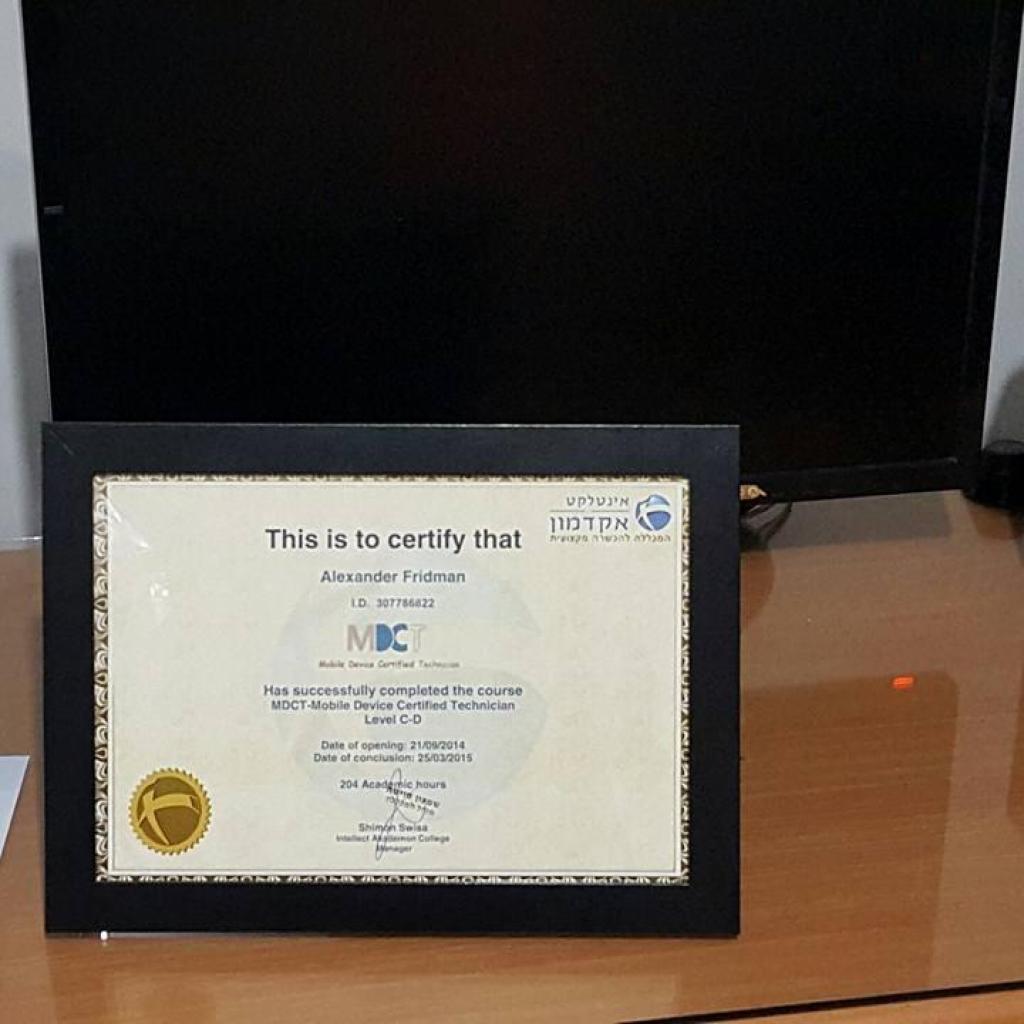 אינטלקט
אקדמון
המכללה להכשרה מקצועית
This is to certify that
Alexander Fridman
I.D. 307786622
MDCT
Mobile Device Certified Technician
Has successfully completed the course
MDCT-Mobile Device Certified Technician
Level C-D
Date of opening: 21/09/2014
Date of conclusion: 25/03/2015
204 Academic hours
Shimon Swisa
Intellect Akademon College
Manager